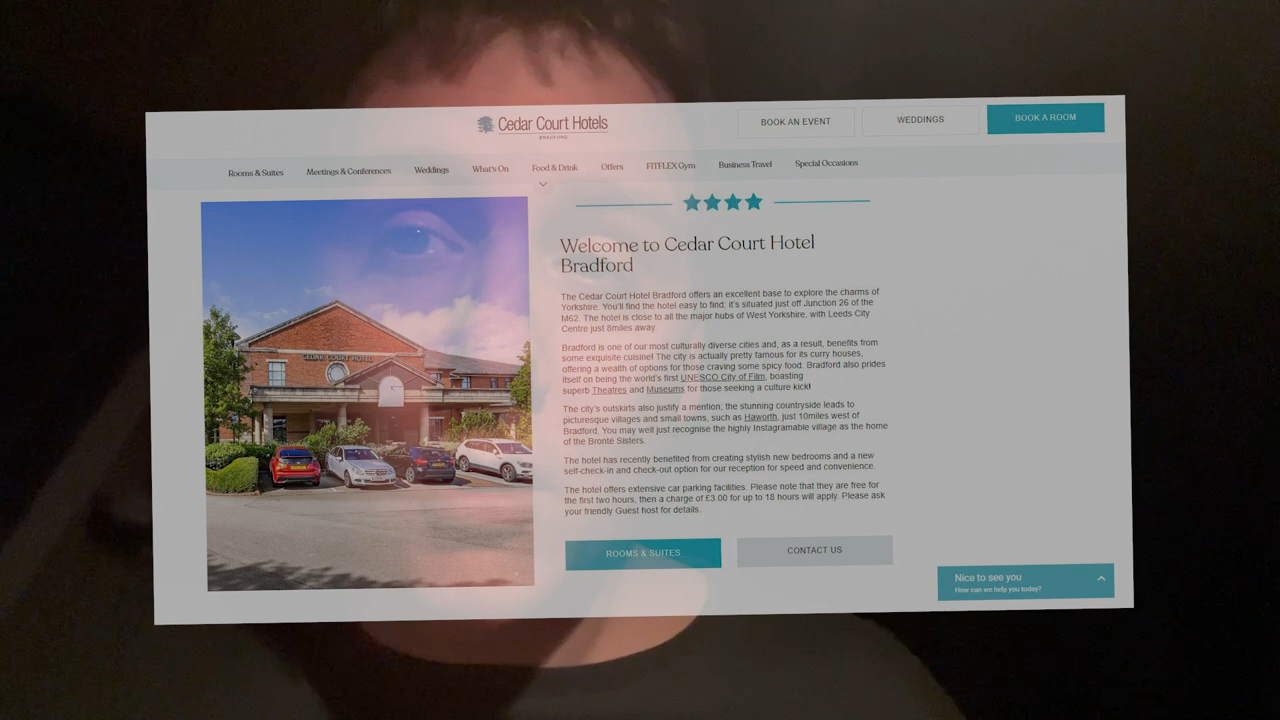 Cedar Court Hotels
BRADFORD
BOOK AN EVENT
WEDDINGS
BOOK A ROOM
Rooms & Suites
Meetings & Conferences
Weddings
What's On
Food & Drink
Offers
FITFLEX Gym
Business Travel
Special Occasions
CEDAR COURT HOTEL
Welcome to Cedar Court Hotel
Bradford
The Cedar Court Hotel Bradford offers an excellent base to explore the charms of
Yorkshire. You'll find the hotel easy to find; it's situated just off Junction 26 of the
M62. The hotel is close to all the major hubs of West Yorkshire, with Leeds City
Centre just 8miles away.
Bradford is one of our most culturally diverse cities and, as a result, benefits from
some exquisite cuisine! The city is actually pretty famous for its curry houses,
offering a wealth of options for those craving some spicy food. Bradford also prides
itself on being the world's first UNESCO City of Film, boasting
superb Theatres and Museums for those seeking a culture kick!
The city's outskirts also justify a mention; the stunning countryside leads to
picturesque villages and small towns, such as Haworth, just 10miles west of
Bradford. You may well just recognise the highly Instagramable village as the home
of the Brontë Sisters.
The hotel has recently benefited from creating stylish new bedrooms and a new
self-check-in and check-out option for our reception for speed and convenience.
The hotel offers extensive car parking facilities. Please note that they are free for
the first two hours, then a charge of £3.00 for up to 18 hours will apply. Please ask
your friendly Guest host for details.
ROOMS & SUITES
CONTACT US
Nice to see you
How can we help you today?